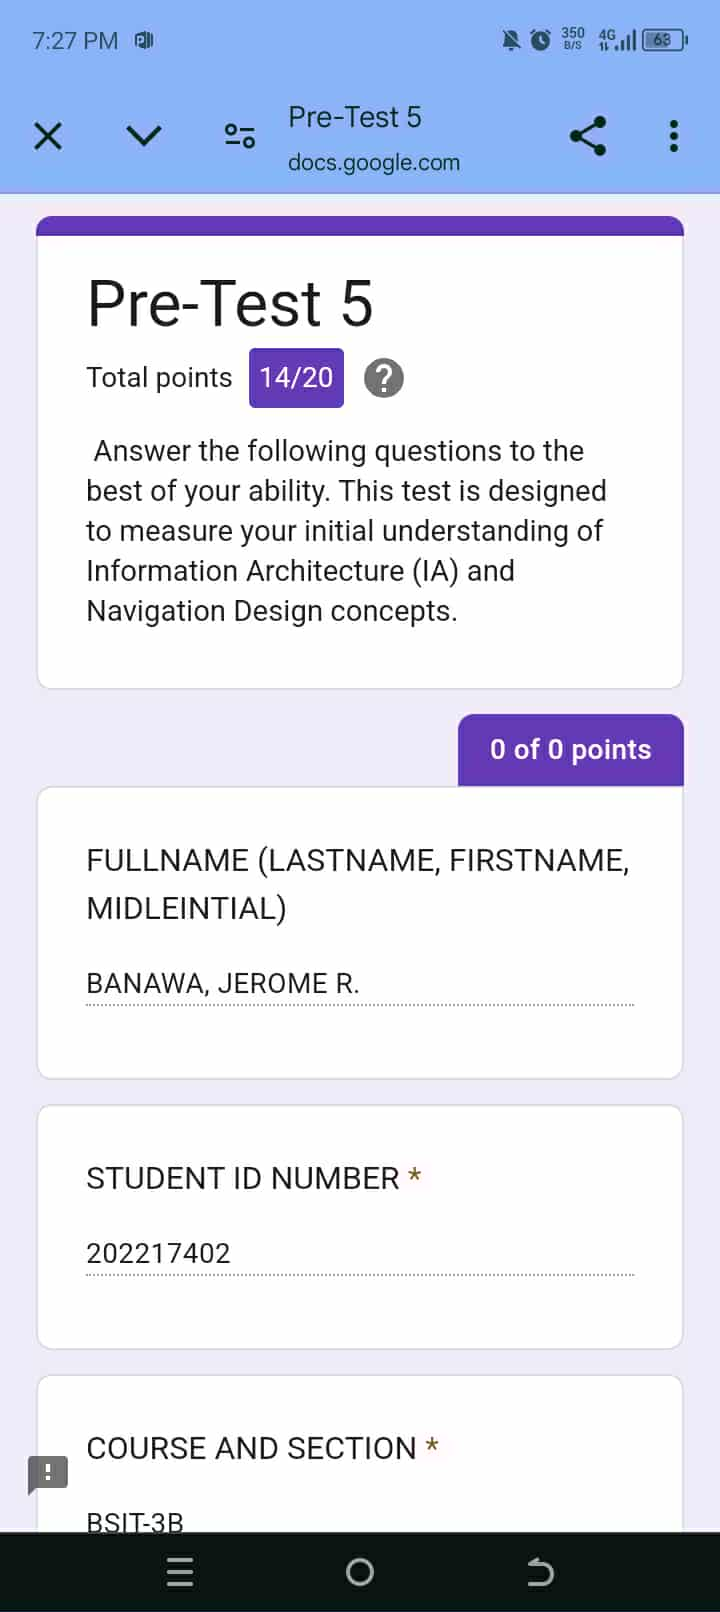 7:27 PM
350
B/S
4G
63
Pre-Test 5
docs.google.com
Pre-Test 5
Total points 14/20 ?
Answer the following questions to the
best of your ability. This test is designed
to measure your initial understanding of
Information Architecture (IA) and
Navigation Design concepts.
0 of 0 points
FULLNAME (LASTNAME, FIRSTNAME,
MIDLEINTIAL)
BANAWA, JEROME R.
STUDENT ID NUMBER *
202217402
COURSE AND SECTION *
!
BSIT-3B